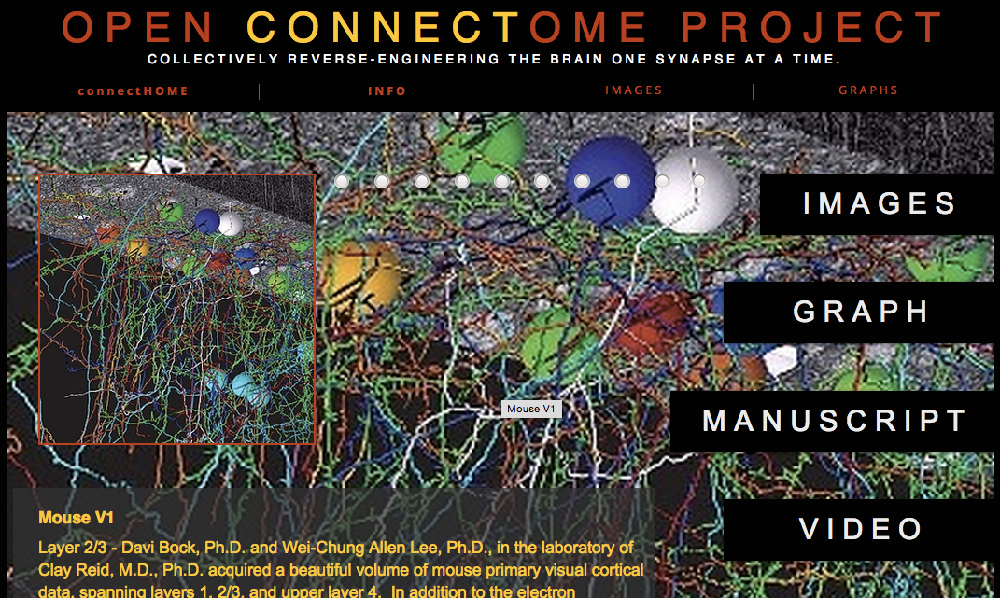 OPEN CONNECTOME PROJECT
COLLECTIVELY REVERSE-ENGINEERING THE BRAIN ONE SYNAPSE AT A TIME.
connectHOME
INFO
IMAGES
GRAPHS
IMAGES
GRAPH
MANUSCRIPT
VIDEO
Mouse V1
Mouse V1
Layer 2/3 - Davi Bock, Ph.D. and Wei-Chung Allen Lee, Ph.D., in the laboratory of
Clay Reid, M.D., Ph.D. acquired a beautiful volume of mouse primary visual cortical
data, spanning layers 1, 2/3, and upper layer 4. In addition to the electron